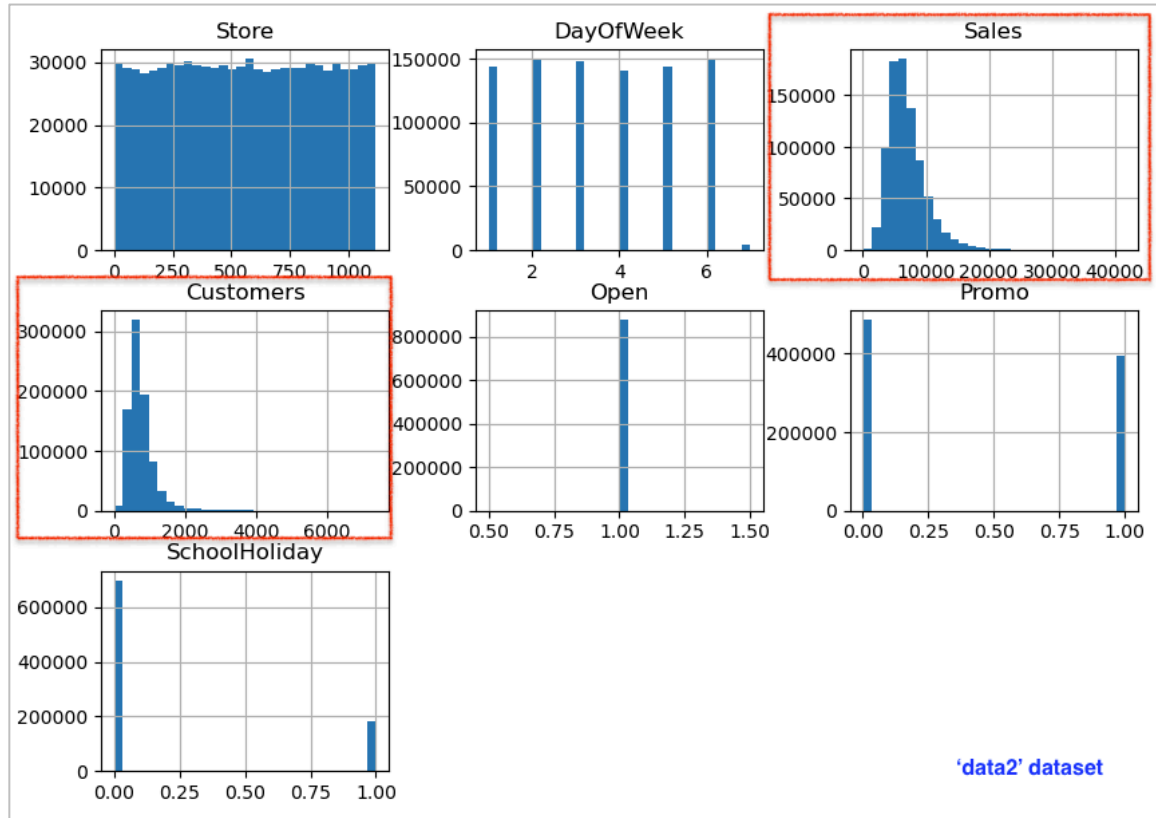 Store
30000
20000
10000
0
0 250 500 750 1000
DayOfWeek
150000
100000
50000
0
2 4 6
Sales
150000
100000
50000
0
0 10000 20000 30000 40000
Customers
300000
200000
100000
0
0 2000 4000 6000
Open
800000
600000
400000
200000
0
0.50 0.75 1.00 1.25 1.50
Promo
400000
200000
0
0.00 0.25 0.50 0.75 1.00
SchoolHoliday
600000
400000
200000
0
0.00 0.25 0.50 0.75 1.00
‘data2’ dataset